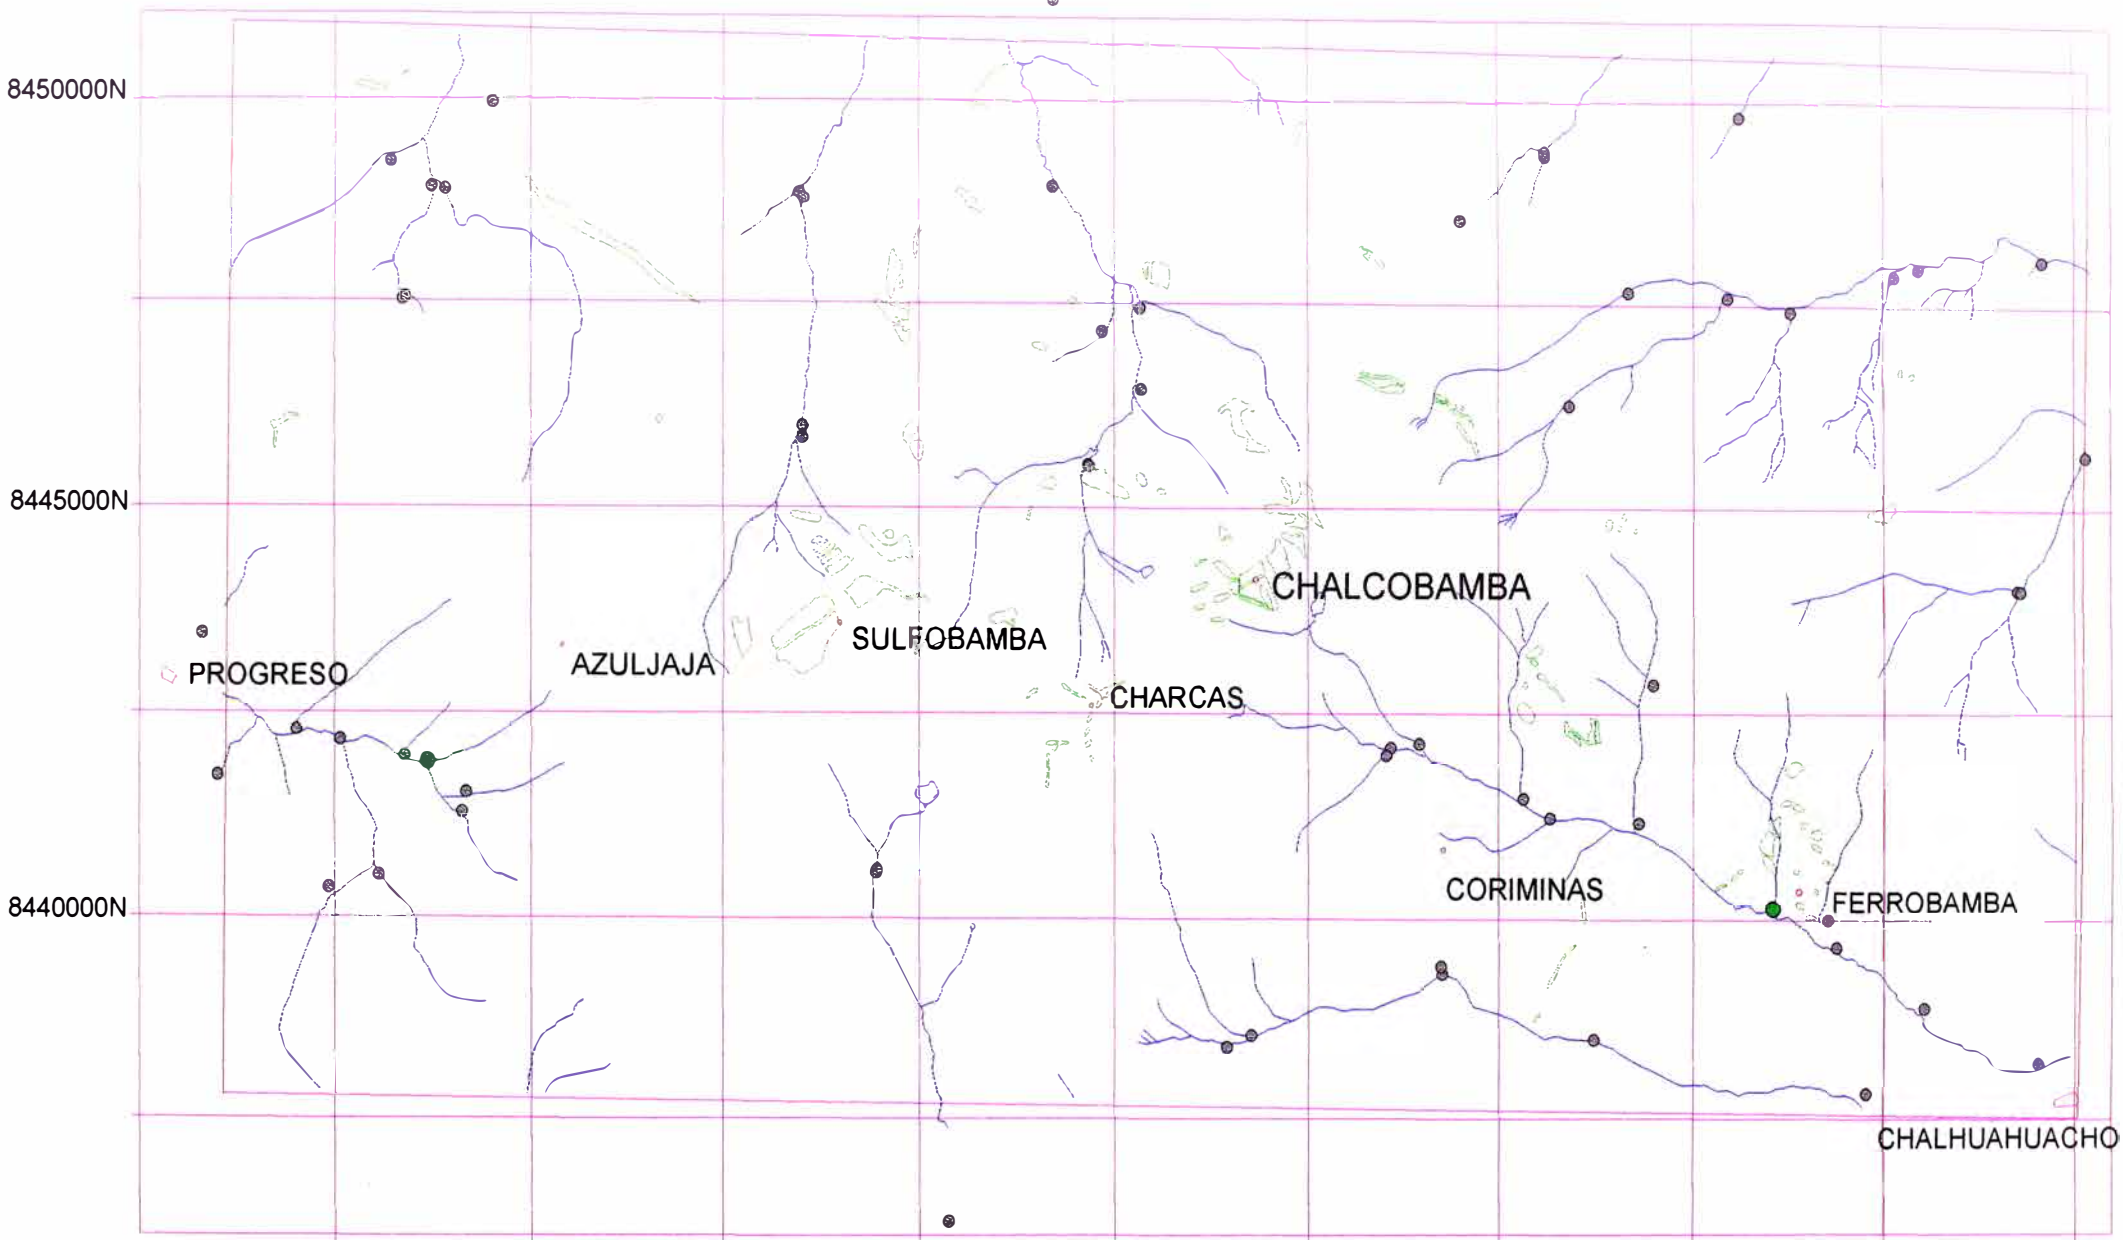 8450000N
8445000N
CHALCOBAMBA
SULFOBAMBA
AZULJAJA
PROGRESO
CHARCAS
CORIMINAS
FERROBAMBA
8440000N
CHALHUAHUACHO